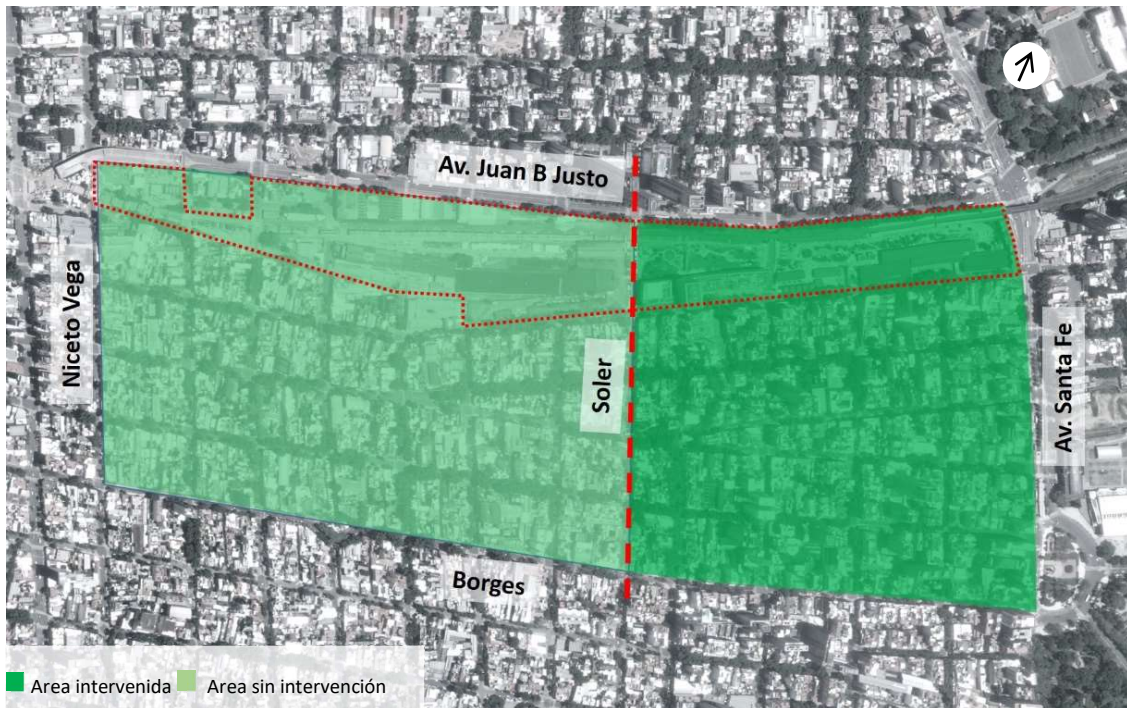 Av. Juan B Justo
Niceto Vega
Soler
Av. Santa Fe
Borges
Area intervenida
Area sin intervención